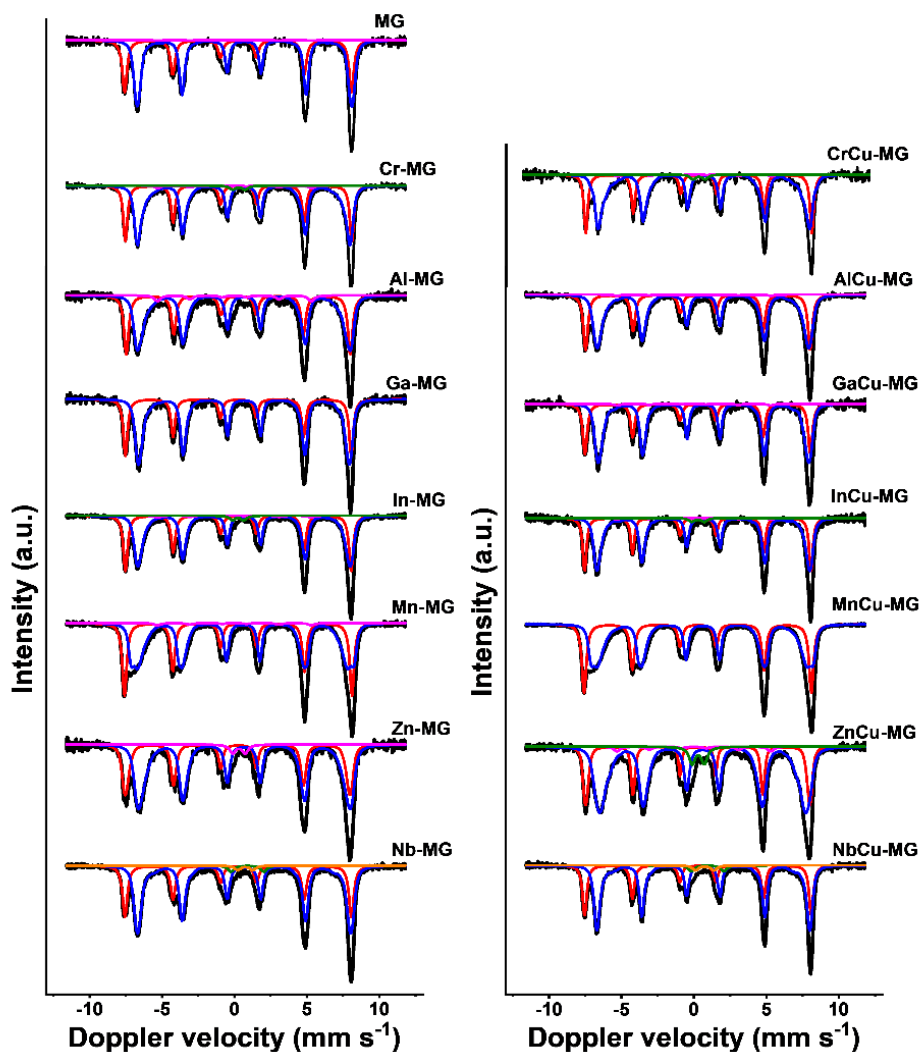 MG
Cr-MG
Al-MG
Ga-MG
In-MG
Mn-MG
Zn-MG
Nb-MG
Intensity (a.u.)
-10 -5 0 5 10
Doppler velocity (mm s⁻¹)
CrCu-MG
AlCu-MG
GaCu-MG
InCu-MG
MnCu-MG
ZnCu-MG
NbCu-MG
Intensity (a.u.)
-10 -5 0 5 10
Doppler velocity (mm s⁻¹)